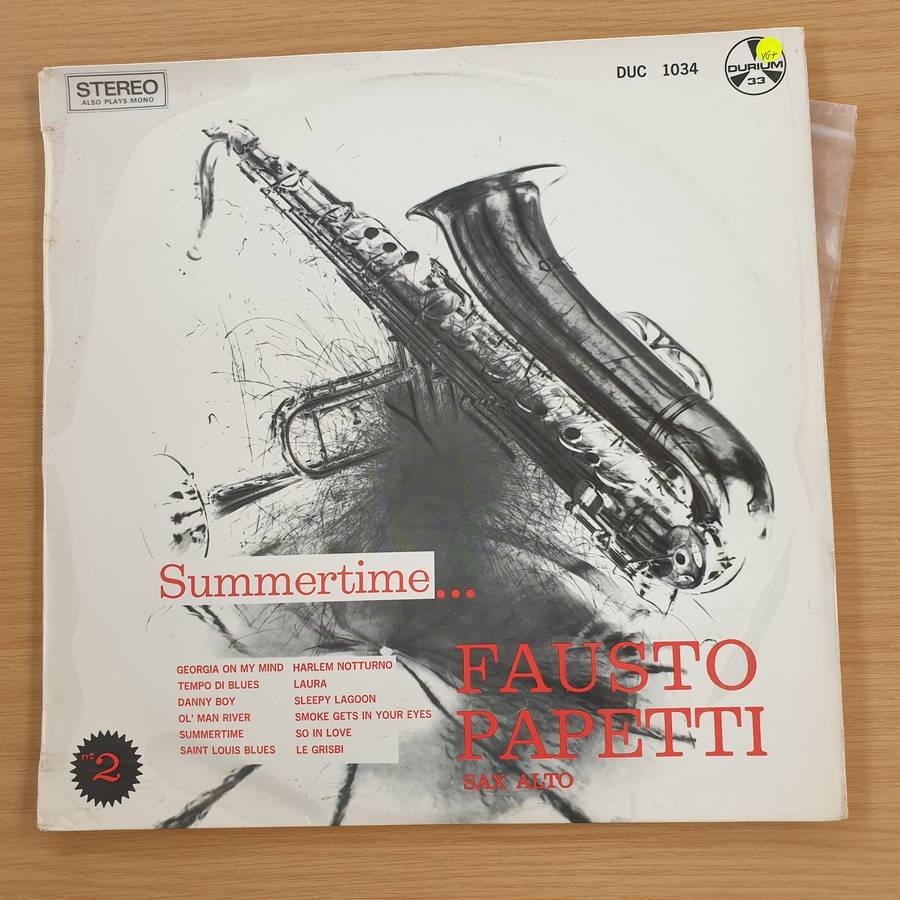 STEREO
ALSO PLAYS MONO
DUC 1034
VG+
DURIUM
33
Summertime...
GEORGIA ON MY MIND
TEMPO DI BLUES
DANNY BOY
OL' MAN RIVER
SUMMERTIME
SAINT LOUIS BLUES
HARLEM NOTTURNO
LAURA
SLEEPY LAGOON
SMOKE GETS IN YOUR EYES
SO IN LOVE
LE GRISBI
FAUSTO
PAPETTI
SAX ALTO
n° 2